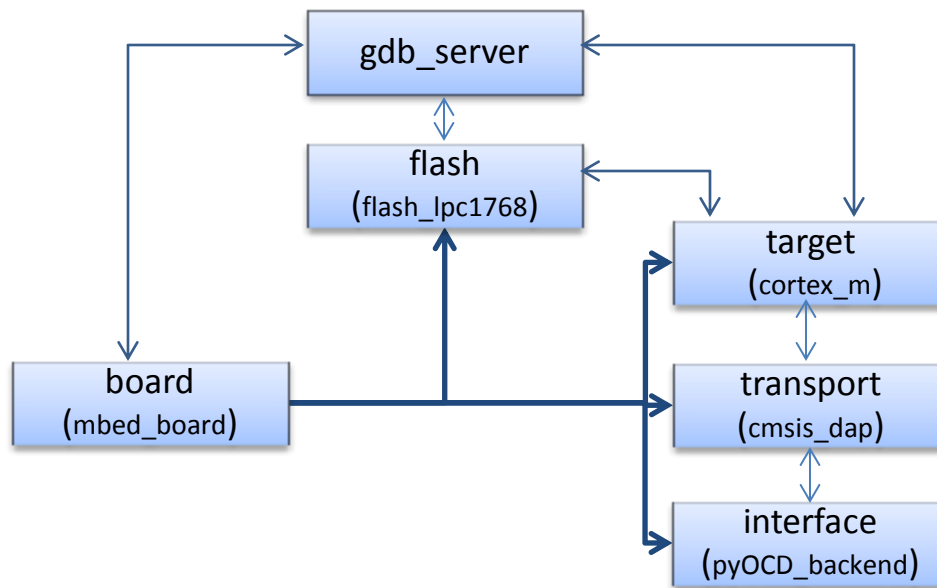 gdb_server
flash
(flash_lpc1768)
target
(cortex_m)
board
(mbed_board)
transport
(cmsis_dap)
interface
(pyOCD_backend)